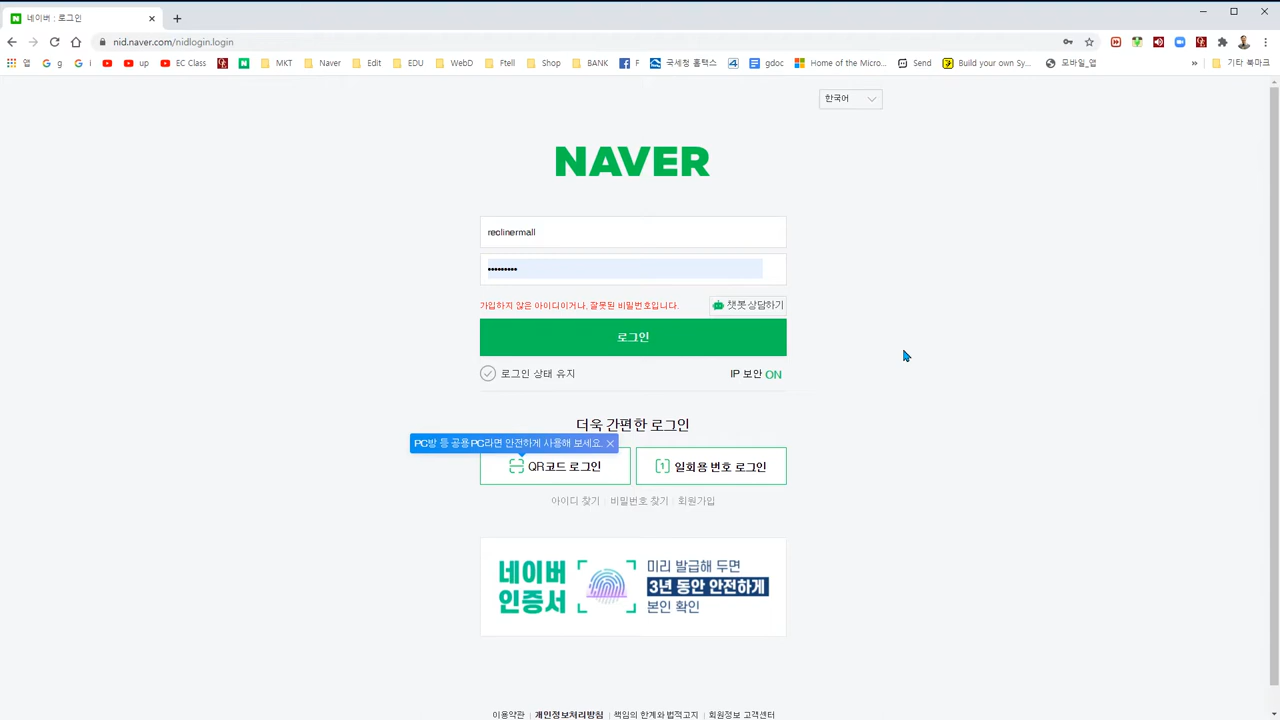 네이버 : 로그인
nid.naver.com/nidlogin.login
앱 g i up EC Class MKT Naver Edit EDU WebD Ftell Shop BANK F 국세청 홈택스 gdoc Home of the Micro... Send Build your own Sy... 모바일_앱 » 기타 북마크
한국어
NAVER
reclinermall
•••••••••
가입하지 않은 아이디이거나, 잘못된 비밀번호입니다. 챗봇 상담하기
로그인
로그인 상태 유지 IP 보안 ON
더욱 간편한 로그인
PC방 등 공용PC라면 안전하게 사용해 보세요.
QR코드 로그인 1 일회용 번호 로그인
아이디 찾기 비밀번호 찾기 회원가입
네이버 인증서
미리 발급해 두면
3년 동안 안전하게
본인 확인
이용약관 개인정보처리방침 책임의 한계와 법적고지 회원정보 고객센터